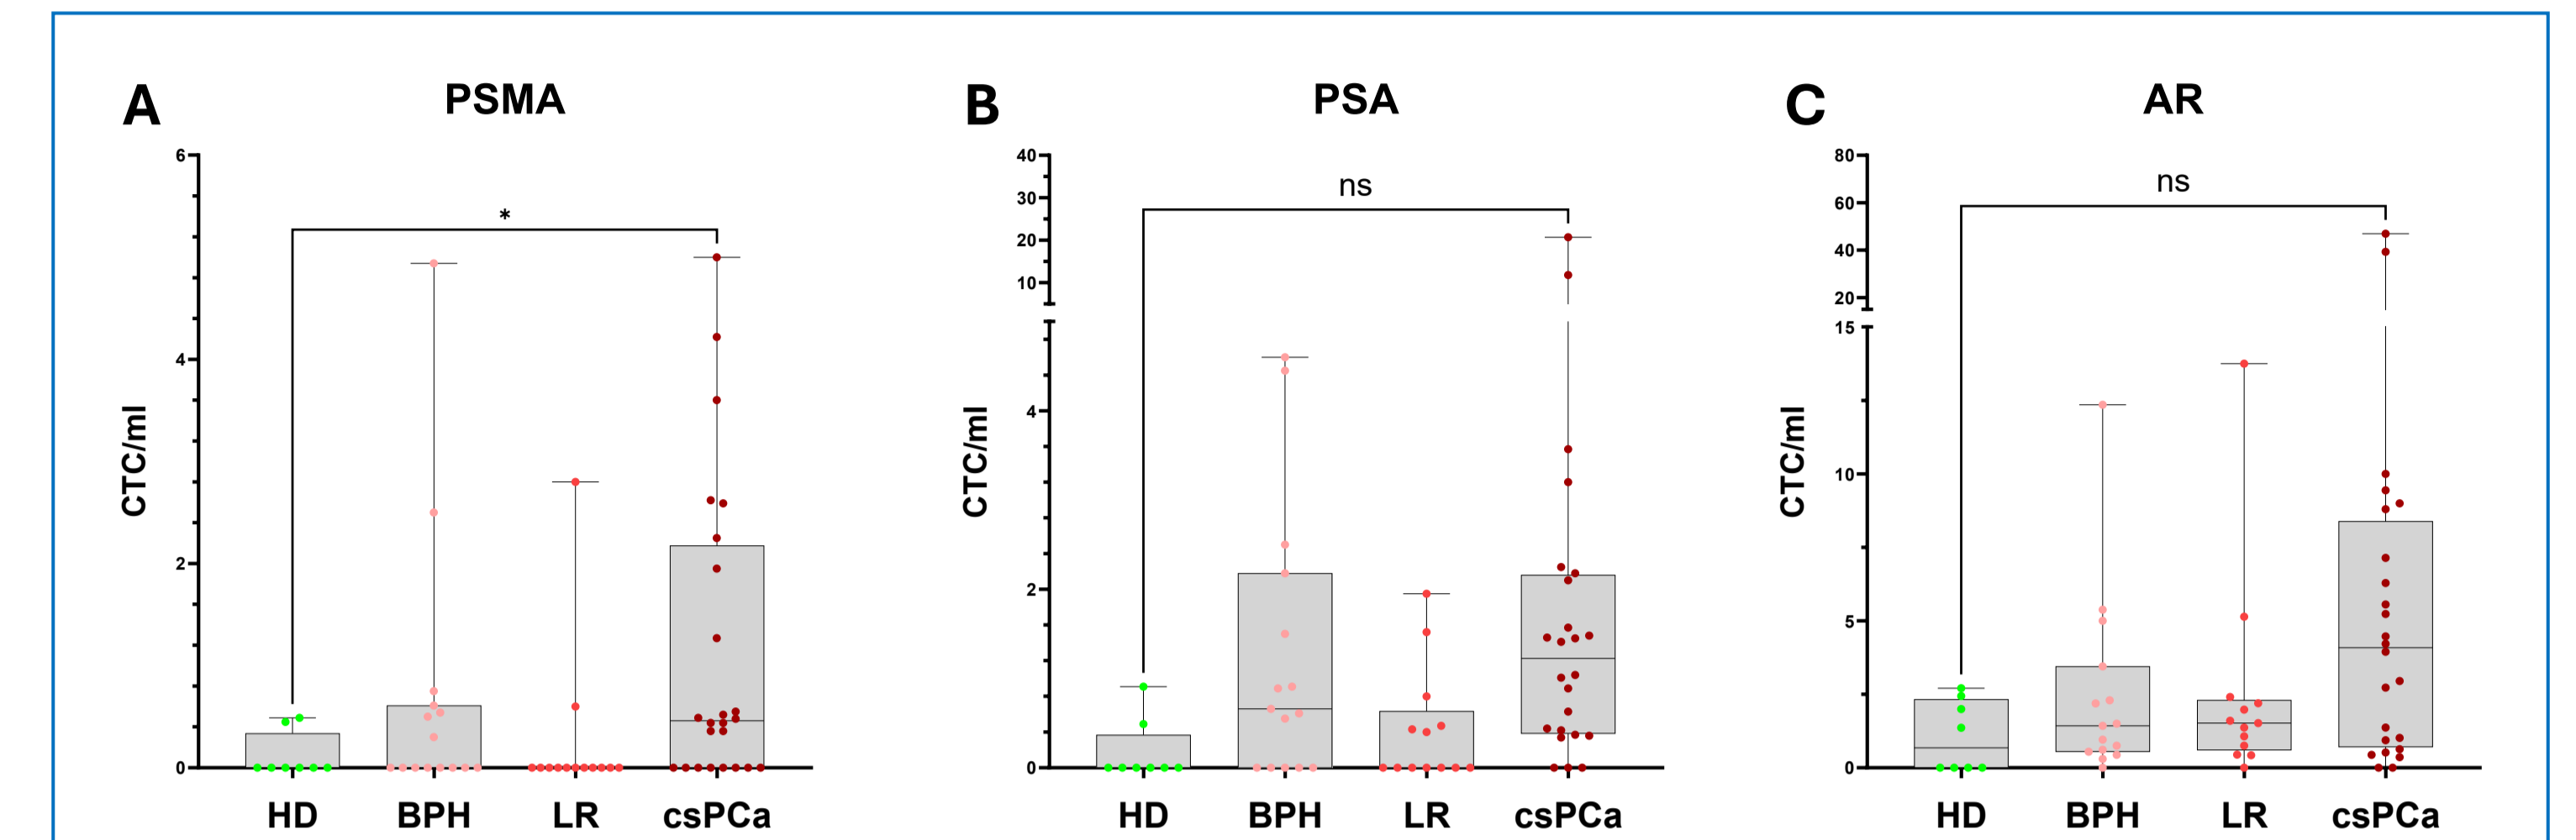 A PSMA
6
4
2
0
CTC/ml
*
HD BPH LR csPCa
B PSA
40
30
20
10
4
2
0
CTC/ml
ns
HD BPH LR csPCa
C AR
80
60
40
20
15
10
5
0
CTC/ml
ns
HD BPH LR csPCa